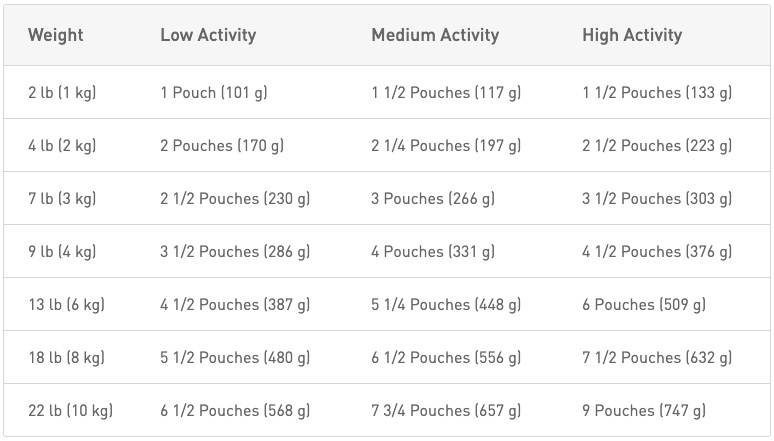 Weight Low Activity Medium Activity High Activity
2 lb (1 kg) 1 Pouch (101 g) 1 1/2 Pouches (117 g) 1 1/2 Pouches (133 g)
4 lb (2 kg) 2 Pouches (170 g) 2 1/4 Pouches (197 g) 2 1/2 Pouches (223 g)
7 lb (3 kg) 2 1/2 Pouches (230 g) 3 Pouches (266 g) 3 1/2 Pouches (303 g)
9 lb (4 kg) 3 1/2 Pouches (286 g) 4 Pouches (331 g) 4 1/2 Pouches (376 g)
13 lb (6 kg) 4 1/2 Pouches (387 g) 5 1/4 Pouches (448 g) 6 Pouches (509 g)
18 lb (8 kg) 5 1/2 Pouches (480 g) 6 1/2 Pouches (556 g) 7 1/2 Pouches (632 g)
22 lb (10 kg) 6 1/2 Pouches (568 g) 7 3/4 Pouches (657 g) 9 Pouches (747 g)